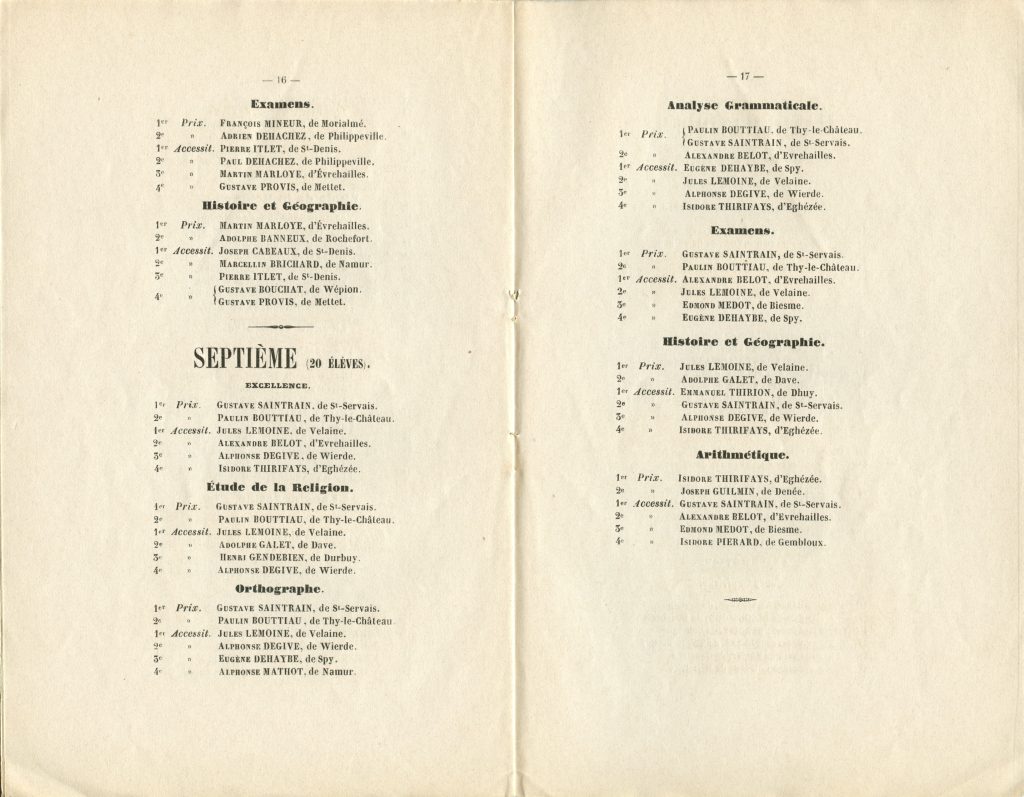 — 16 —
Examens.
1er Prix. François MINEUR, de Morialmé.
2e » Adrien DEHACHEZ, de Philippeville.
1er Accessit. Pierre ITLET, de St-Denis.
2e » Paul DEHACHEZ, de Philippeville.
3e » Martin MARLOYE, d'Évrehailles.
4e » Gustave PROVIS, de Mettet.
Histoire et Géographie.
1er Prix. Martin MARLOYE, d'Évrehailles.
2e » Adolphe BANNEUX, de Rochefort.
1er Accessit. Joseph CABEAUX, de St-Denis.
2e » Marcellin BRICHARD, de Namur.
3e » Pierre ITLET, de St-Denis.
4e » { Gustave BOUCHAT, de Wépion.
Gustave PROVIS, de Mettet.
SEPTIÈME (20 ÉLÈVES).
EXCELLENCE.
1er Prix. Gustave SAINTRAIN, de St-Servais.
2e » Paulin BOUTTIAU, de Thy-le-Château.
1er Accessit. Jules LEMOINE, de Velaine.
2e » Alexandre BELOT, d'Evrehailles.
3e » Alphonse DEGIVE, de Wierde.
4e » Isidore THIRIFAYS, d'Eghézée.
Étude de la Religion.
1er Prix. Gustave SAINTRAIN, de St-Servais.
2e » Paulin BOUTTIAU, de Thy-le-Château.
1er Accessit. Jules LEMOINE, de Velaine.
2e » Adolphe GALET, de Dave.
3e » Henri GENDEBIEN, de Durbuy.
4e » Alphonse DEGIVE, de Wierde.
Orthographe.
1er Prix. Gustave SAINTRAIN, de St-Servais.
2e » Paulin BOUTTIAU, de Thy-le-Château.
1er Accessit. Jules LEMOINE, de Velaine.
2e » Alphonse DEGIVE, de Wierde.
3e » Eugène DEHAYBE, de Spy.
4e » Alphonse MATHOT, de Namur.
— 17 —
Analyse Grammaticale.
1er Prix. { Paulin BOUTTIAU, de Thy-le-Château.
Gustave SAINTRAIN, de St-Servais.
2e » Alexandre BELOT, d'Evrehailles.
1er Accessit. Eugène DEHAYBE, de Spy.
2e » Jules LEMOINE, de Velaine.
3e » Alphonse DEGIVE, de Wierde.
4e » Isidore THIRIFAYS, d'Eghézée.
Examens.
1er Prix. Gustave SAINTRAIN, de St-Servais.
2e » Paulin BOUTTIAU, de Thy-le-Château.
1er Accessit. Alexandre BELOT, d'Evrehailles.
2e » Jules LEMOINE, de Velaine.
3e » Edmond MEDOT, de Biesme.
4e » Eugène DEHAYBE, de Spy.
Histoire et Géographie.
1er Prix. Jules LEMOINE, de Velaine.
2e » Adolphe GALET, de Dave.
1er Accessit. Emmanuel THIRION, de Dhuy.
2e » Gustave SAINTRAIN, de St-Servais.
3e » Alphonse DEGIVE, de Wierde.
4e » Isidore THIRIFAYS, d'Eghézée.
Arithmétique.
1er Prix. Isidore THIRIFAYS, d'Eghézée.
2e » Joseph GUILMIN, de Denée.
1er Accessit. Gustave SAINTRAIN, de St-Servais.
2e » Alexandre BELOT, d'Evrehailles.
3e » Edmond MEDOT, de Biesme.
4e » Isidore PIERARD, de Gembloux.